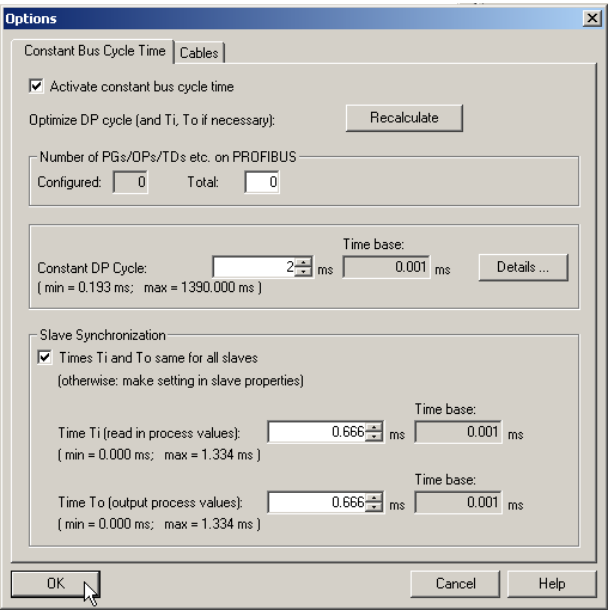 Options
Constant Bus Cycle Time Cables
Activate constant bus cycle time
Optimize DP cycle (and Ti, To if necessary): Recalculate
Number of PGs/OPs/TDs etc. on PROFIBUS
Configured: 0 Total: 0
Time base:
Constant DP Cycle: 2 ms 0.001 ms Details ...
( min = 0.193 ms; max = 1390.000 ms )
Slave Synchronization
Times Ti and To same for all slaves
(otherwise: make setting in slave properties)
Time base:
Time Ti (read in process values): 0.666 ms 0.001 ms
( min = 0.000 ms; max = 1.334 ms )
Time base:
Time To (output process values): 0.666 ms 0.001 ms
( min = 0.000 ms; max = 1.334 ms )
OK Cancel Help